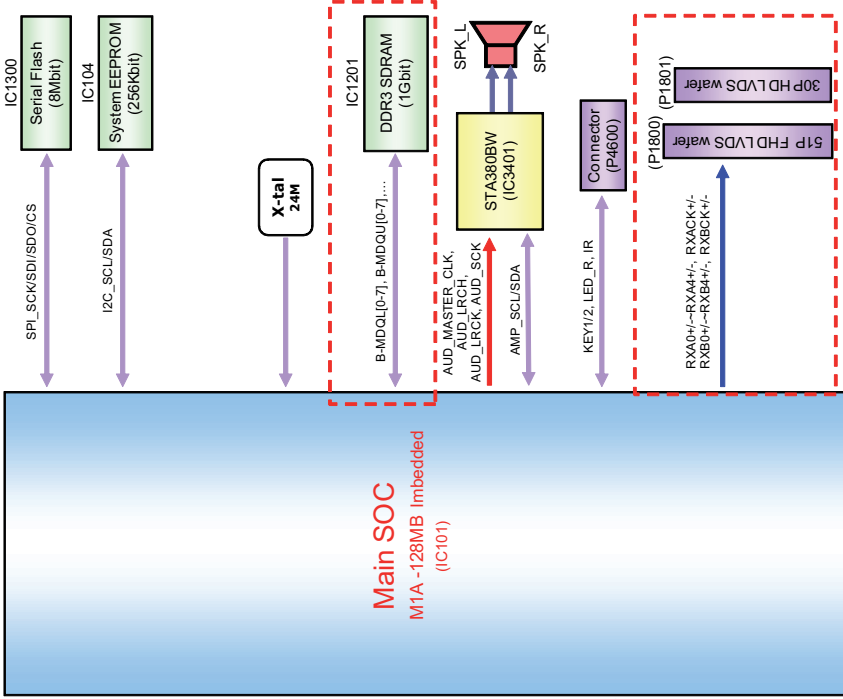 IC1300
Serial Flash
(8Mbit)
SPI_SCK/SDI/SDO/CS
IC104
System EEPROM
(256Kbit)
I2C_SCL/SDA
X-tal
24M
IC1201
DDR3 SDRAM
(1Gbit)
B-MDQL[0-7], B-MDQU[0-7],...
SPK_L
SPK_R
STA380BW
(IC3401)
AUD_MASTER_CLK,
AUD_LRCH,
AUD_LRCK, AUD_SCK
AMP_SCL/SDA
Connector
(P4600)
KEY1/2, LED_R, IR
(P1800)
51P FHD LVDS
wafer
(P1801)
30P HD LVDS
wafer
RXA0+/-~RXA4+/-, RXACK+/-
RXB0+/-~RXB4+/-, RXBCK+/-
Main SOC
M1A -128MB Imbedded
(IC101)